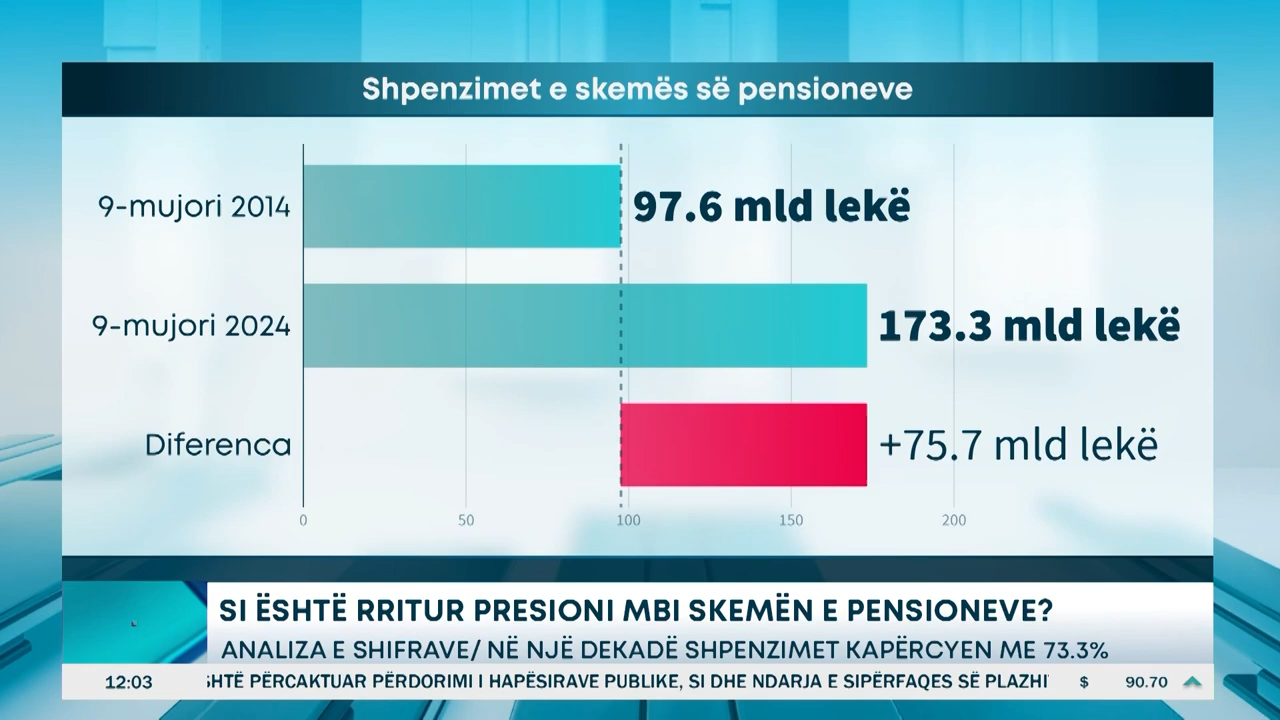 Shpenzimet e skemës së pensioneve
9-mujori 2014
97.6 mld lekë
9-mujori 2024
173.3 mld lekë
Diferenca
+75.7 mld lekë
0 50 100 150 200
SI ËSHTË RRITUR PRESIONI MBI SKEMËN E PENSIONEVE?
ANALIZA E SHIFRAVE/ NË NJË DEKADË SHPENZIMET KAPËRCYEN ME 73.3%
12:03 SHTË PËRCAKTUAR PËRDORIMI I HAPËSIRAVE PUBLIKE, SI DHE NDARJA E SIPËRFAQES SË PLAZHI $ 90.70